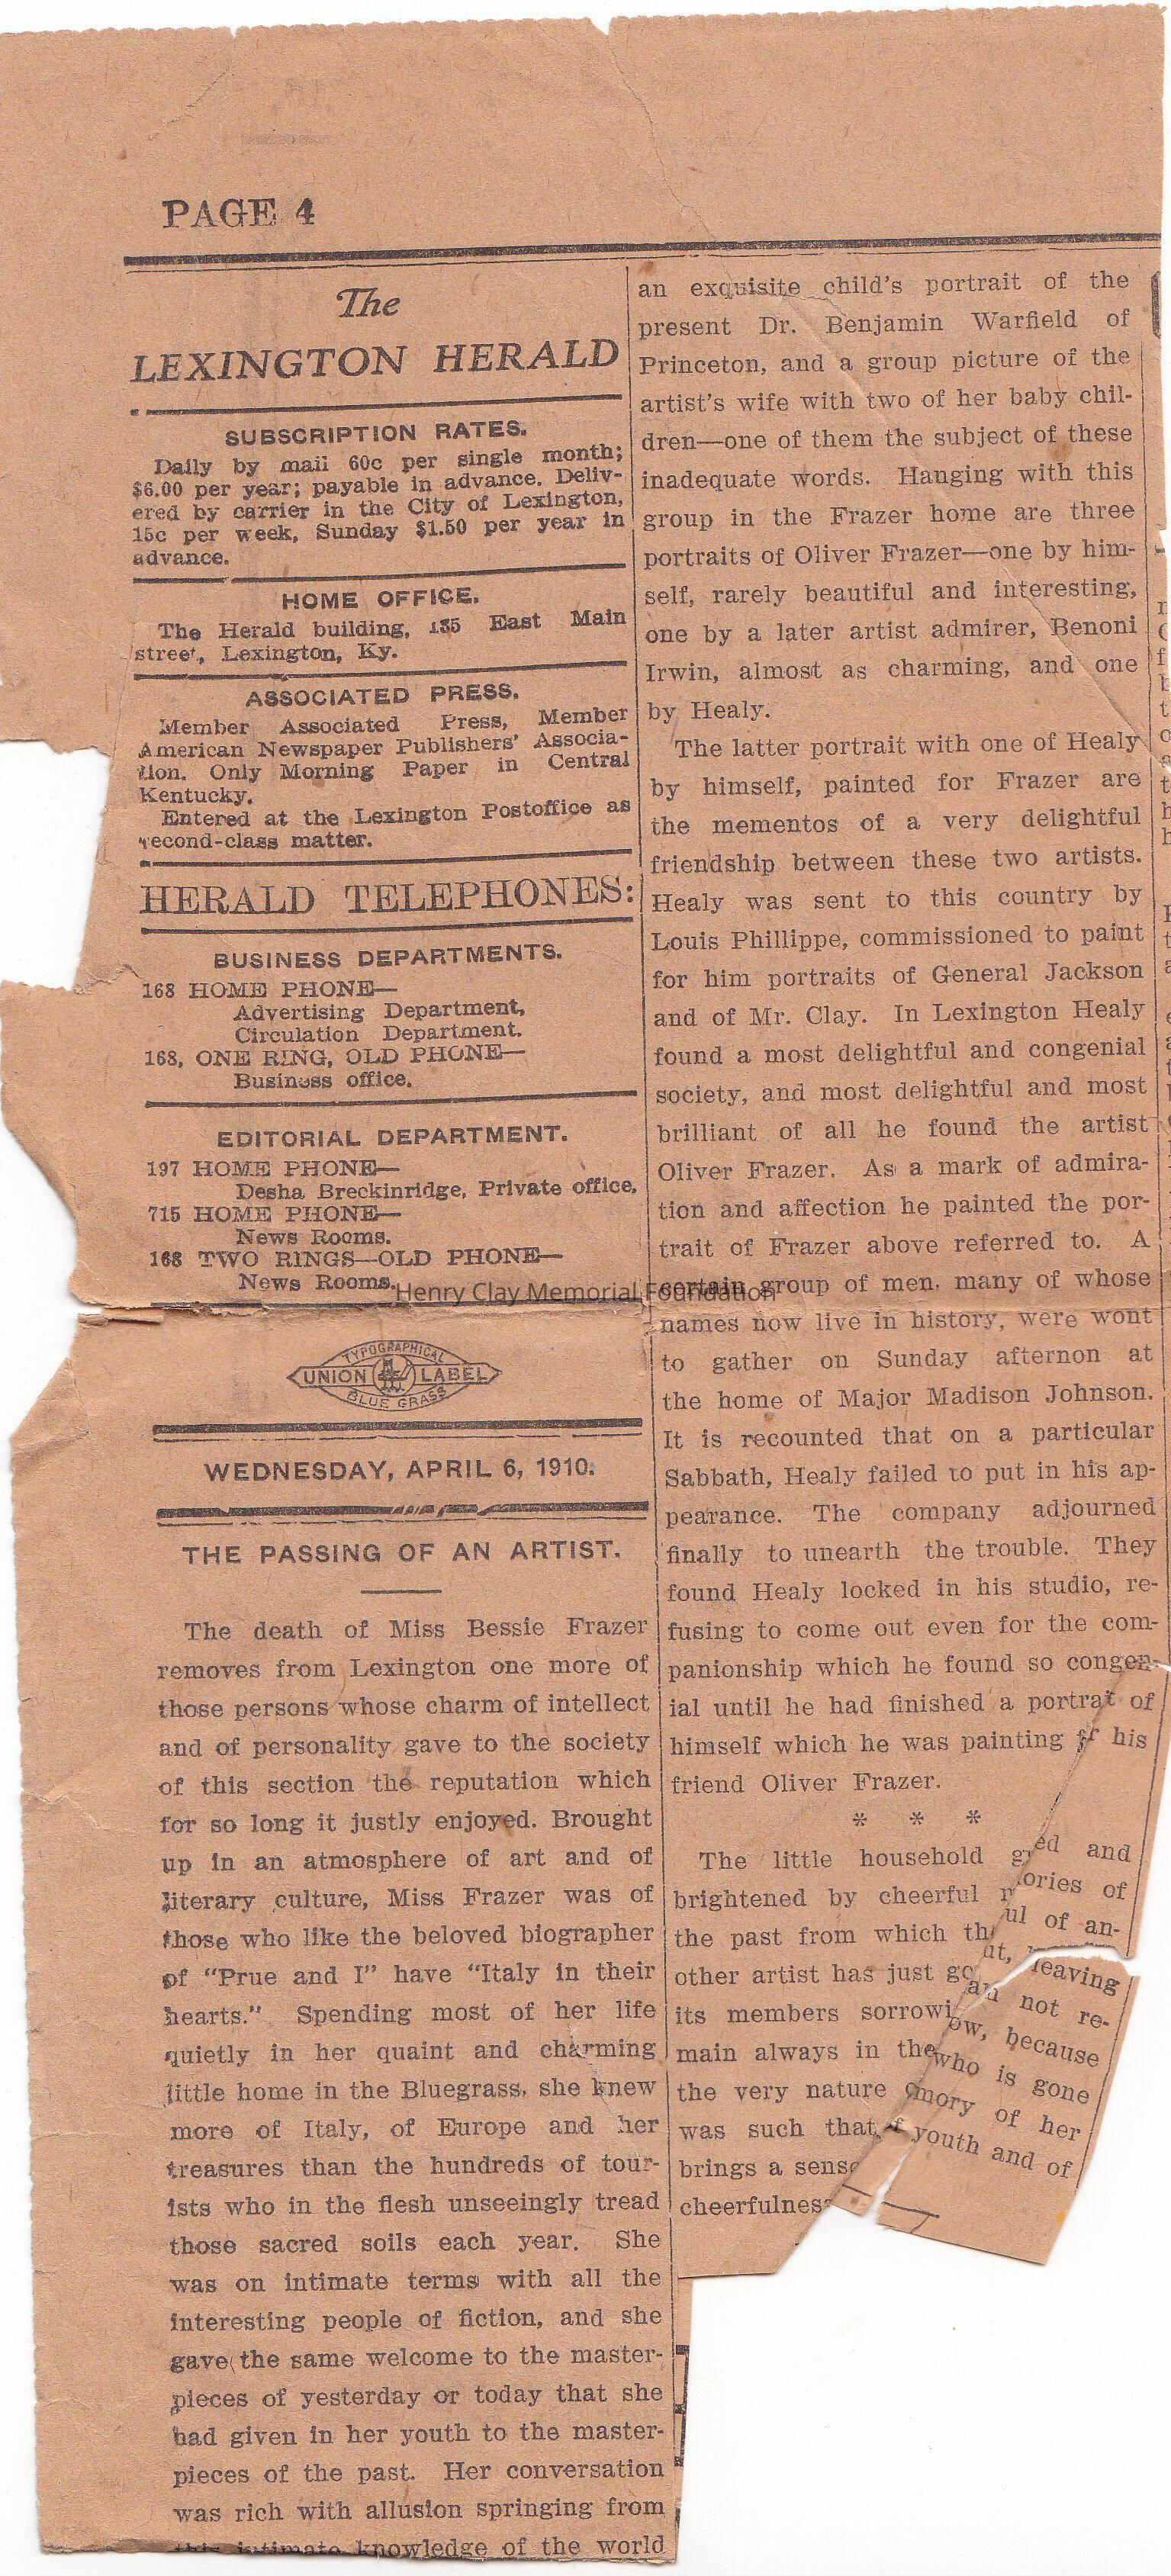 PAGE 4
The
LEXINGTON HERALD
SUBSCRIPTION RATES.
Daily by mail 60c per single month;
$6.00 per year; payable in advance. Deliv-
ered by carrier in the City of Lexington,
15c per week, Sunday $1.50 per year in
advance.
HOME OFFICE.
The Herald building, 135 East Main
street, Lexington, Ky.
ASSOCIATED PRESS.
Member Associated Press, Member
American Newspaper Publishers' Associa-
tion. Only Morning Paper in Central
Kentucky.
Entered at the Lexington Postoffice as
second-class matter.
HERALD TELEPHONES:
BUSINESS DEPARTMENTS.
168 HOME PHONE—
Advertising Department,
Circulation Department.
168, ONE RING, OLD PHONE—
Business office.
EDITORIAL DEPARTMENT.
197 HOME PHONE—
Desha Breckinridge, Private office.
715 HOME PHONE—
News Rooms.
168 TWO RINGS—OLD PHONE—
News Rooms.
Henry Clay Memorial Foundation
TYPOGRAPHICAL
UNION LABEL
BLUE GRASS
WEDNESDAY, APRIL 6, 1910.
THE PASSING OF AN ARTIST.
The death of Miss Bessie Frazer
removes from Lexington one more of
those persons whose charm of intellect
and of personality gave to the society
of this section the reputation which
for so long it justly enjoyed. Brought
up in an atmosphere of art and of
literary culture, Miss Frazer was of
those who like the beloved biographer
of "Prue and I" have "Italy in their
hearts." Spending most of her life
quietly in her quaint and charming
little home in the Bluegrass, she knew
more of Italy, of Europe and her
treasures than the hundreds of tour-
ists who in the flesh unseeingly tread
those sacred soils each year. She
was on intimate terms with all the
interesting people of fiction, and she
gave the same welcome to the master-
pieces of yesterday or today that she
had given in her youth to the master-
pieces of the past. Her conversation
was rich with allusion springing from
this intimate knowledge of the world
an exquisite child's portrait of the
present Dr. Benjamin Warfield of
Princeton, and a group picture of the
artist's wife with two of her baby chil-
dren—one of them the subject of these
inadequate words. Hanging with this
group in the Frazer home are three
portraits of Oliver Frazer—one by him-
self, rarely beautiful and interesting,
one by a later artist admirer, Benoni
Irwin, almost as charming, and one
by Healy.
The latter portrait with one of Healy
by himself, painted for Frazer are
the mementos of a very delightful
friendship between these two artists.
Healy was sent to this country by
Louis Phillippe, commissioned to paint
for him portraits of General Jackson
and of Mr. Clay. In Lexington Healy
found a most delightful and congenial
society, and most delightful and most
brilliant of all he found the artist
Oliver Frazer. As a mark of admira-
tion and affection he painted the por-
trait of Frazer above referred to. A
certain group of men, many of whose
names now live in history, were wont
to gather on Sunday afternoon at
the home of Major Madison Johnson.
It is recounted that on a particular
Sabbath, Healy failed to put in his ap-
pearance. The company adjourned
finally to unearth the trouble. They
found Healy locked in his studio, re-
fusing to come out even for the com-
panionship which he found so congen-
ial until he had finished a portrat of
himself which he was painting his
friend Oliver Frazer.
* * *
The little household and
brightened by cheerful ories of
the past from which ul of an-
other artist has just leaving
its members not re-
main always in because
the very nature who is gone
was such that mory of her
brings a youth and of